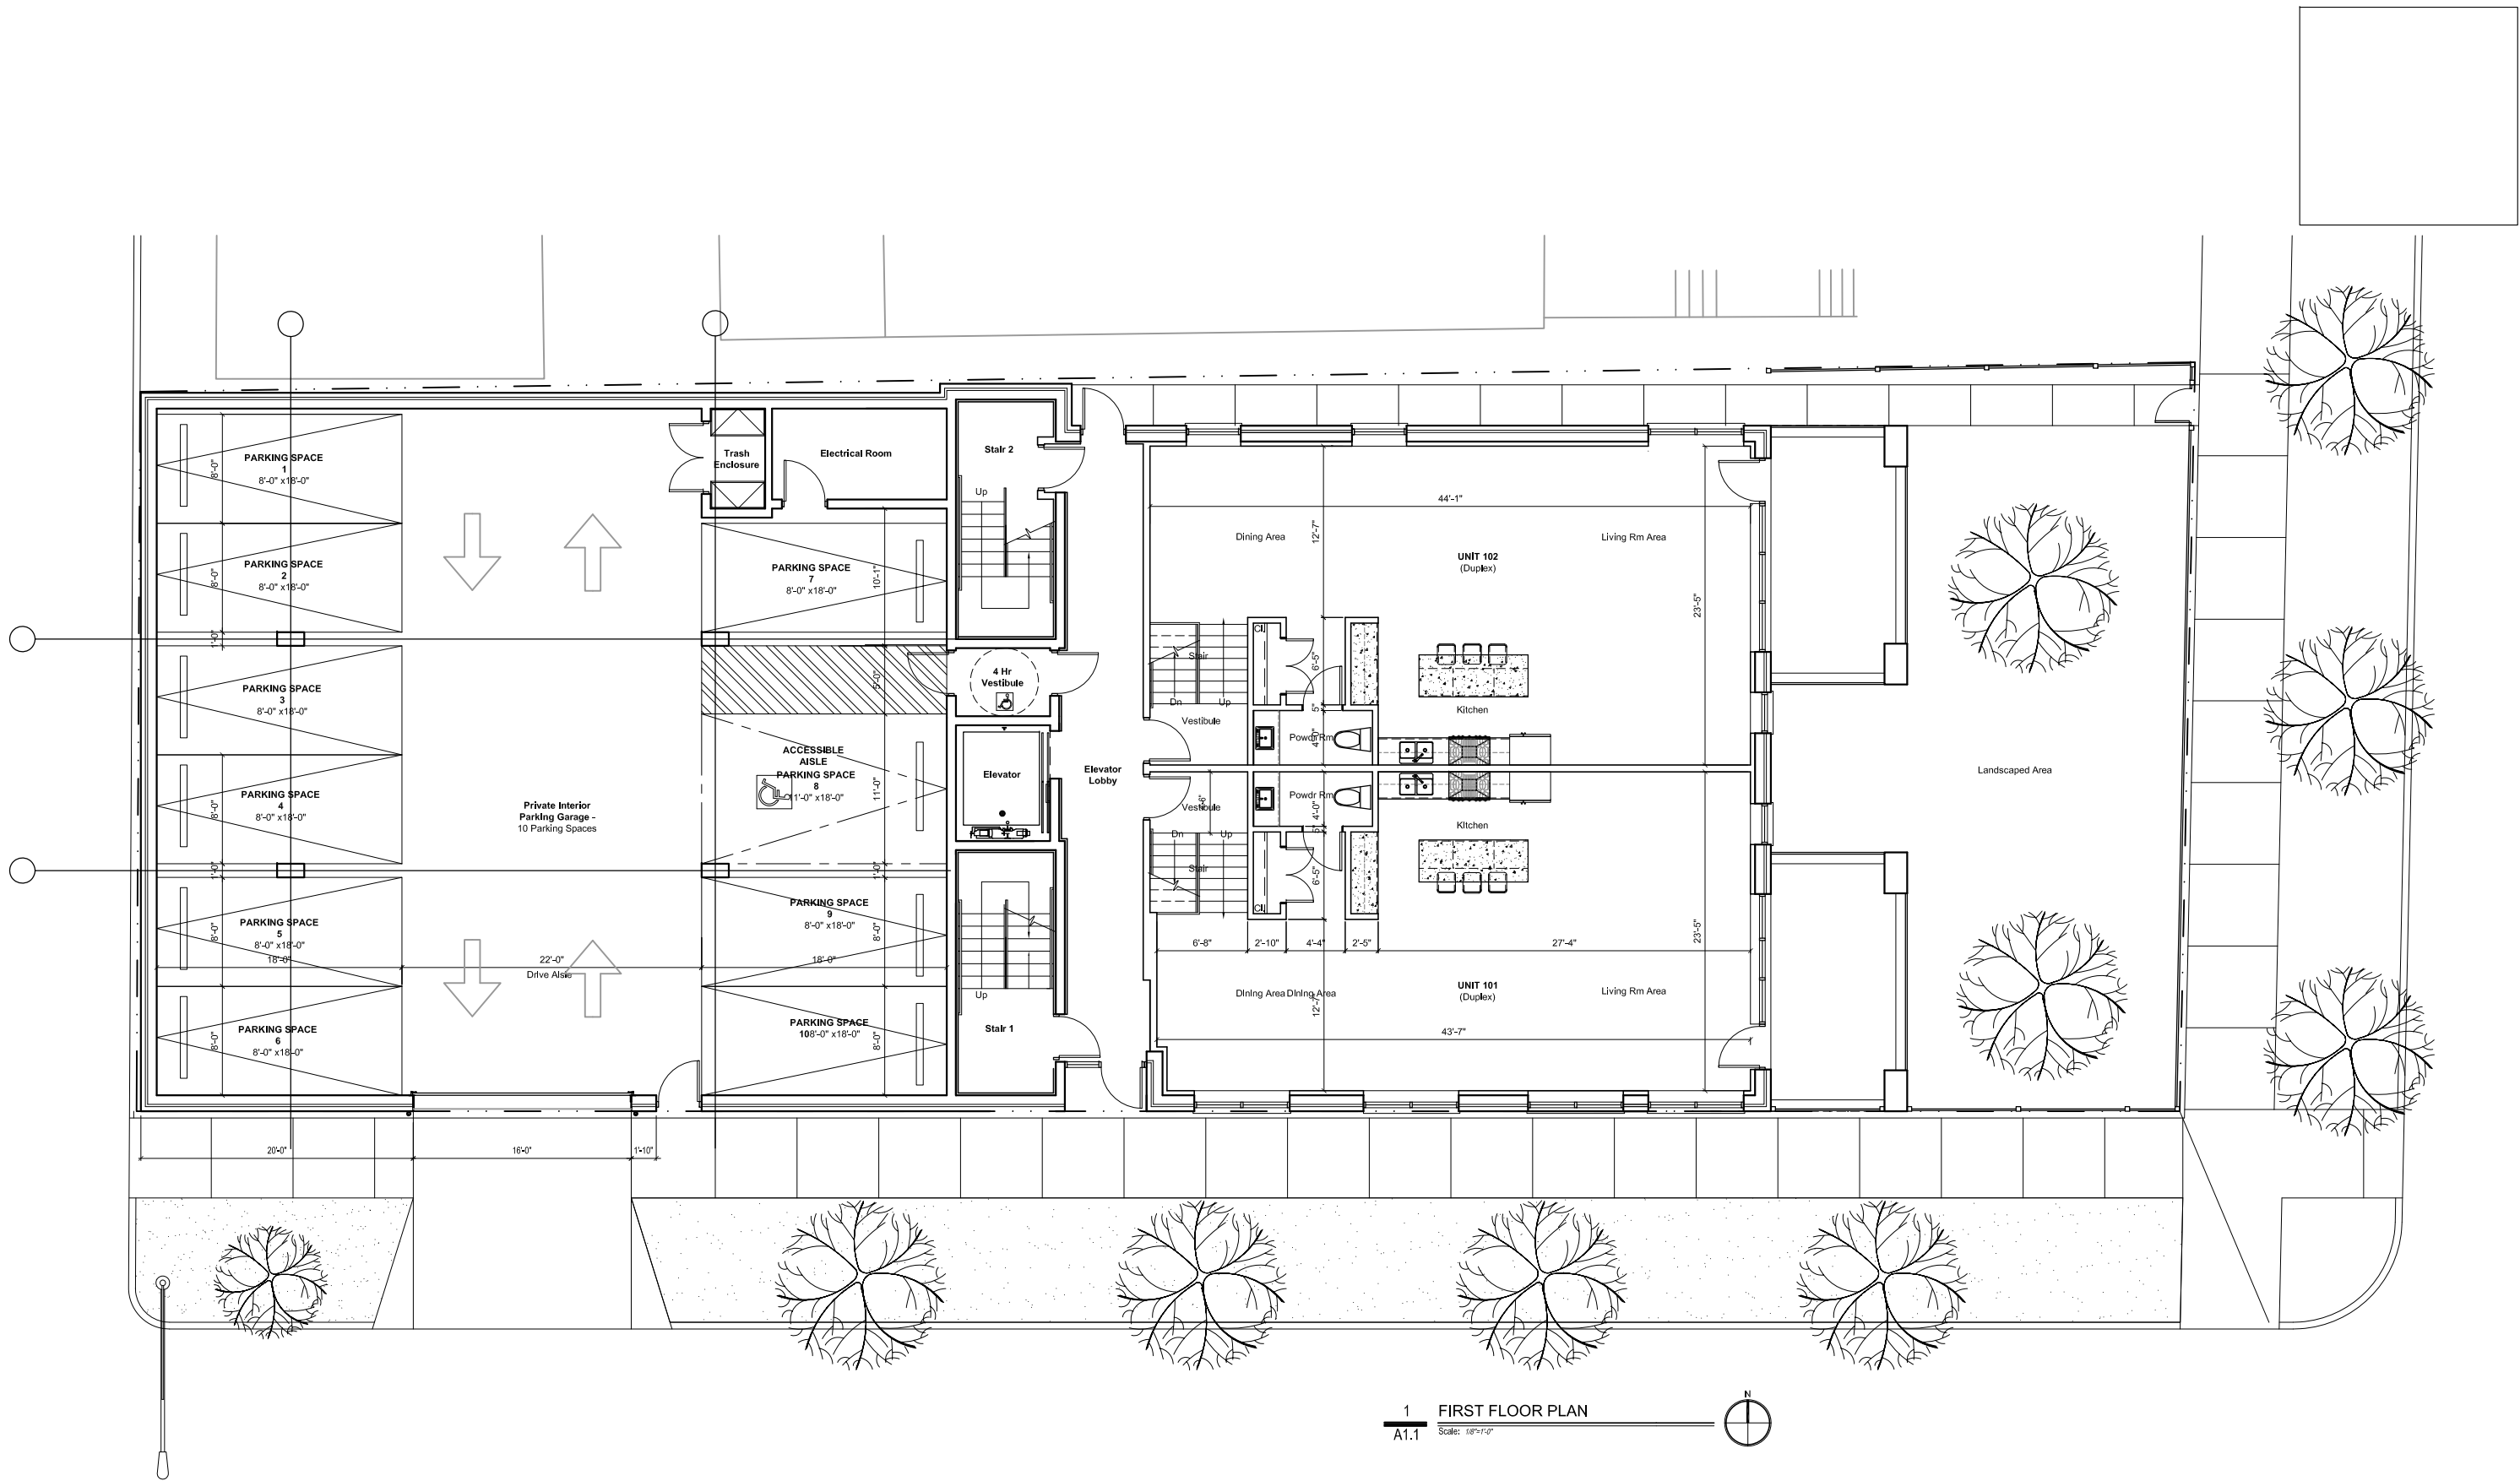 PARKING SPACE
1
8'-0" x18'-0"
8'-0"
PARKING SPACE
2
8'-0" x18'-0"
8'-0"
1'-0"
PARKING SPACE
3
8'-0" x18'-0"
PARKING SPACE
4
8'-0" x18'-0"
8'-0"
1'-0"
PARKING SPACE
5
8'-0" x18'-0"
8'-0"
18'-0"
PARKING SPACE
6
8'-0" x18'-0"
8'-0"
Private Interior
Parking Garage -
10 Parking Spaces
22'-0"
Drive Aisle
Trash
Enclosure
Electrical Room
PARKING SPACE
7
8'-0" x18'-0"
10'-1"
5'-0"
ACCESSIBLE
AISLE
PARKING SPACE
8
11'-0" x18'-0"
11'-0"
1'-0"
PARKING SPACE
9
8'-0" x18'-0"
8'-0"
18'-0"
PARKING SPACE
108'-0" x18'-0"
8'-0"
Stair 2
Up
4 Hr
Vestibule
Elevator
Elevator
Lobby
Up
Stair 1
44'-1"
Dining Area
12'-7"
UNIT 102
(Duplex)
Living Rm Area
23'-5"
Cl.
Stair
6'-5"
Dn
Up
Vestibule
5"
Kitchen
Powdr Rm
4'-0"
Vestibule
Powdr Rm
4'-0"
5"
Kitchen
Dn
Up
Stair
6'-5"
Cl.
6'-8"
2'-10"
4'-4"
2'-5"
27'-4"
23'-5"
Dining Area
Dining Area
12'-7"
UNIT 101
(Duplex)
Living Rm Area
43'-7"
Landscaped Area
20'-0"
16'-0"
1'-10"
1
A1.1
FIRST FLOOR PLAN
Scale: 1/8"=1'-0"
N